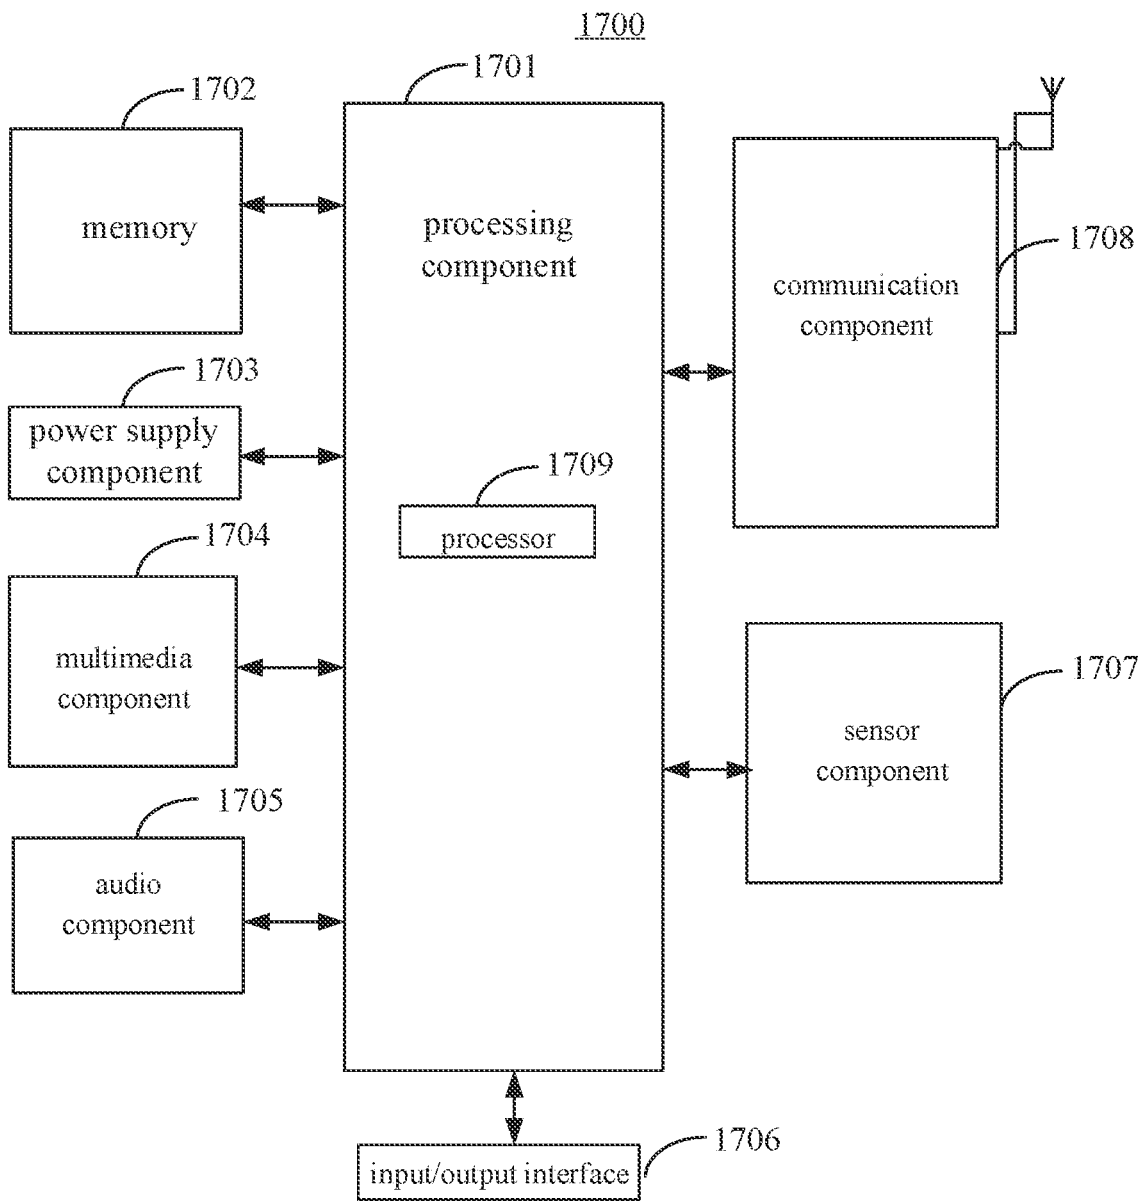 1700
1701
1702
memory
processing
component
1708
communication
component
1703
power supply
component
1709
processor
1704
multimedia
component
1707
sensor
component
1705
audio
component
1706
input/output interface